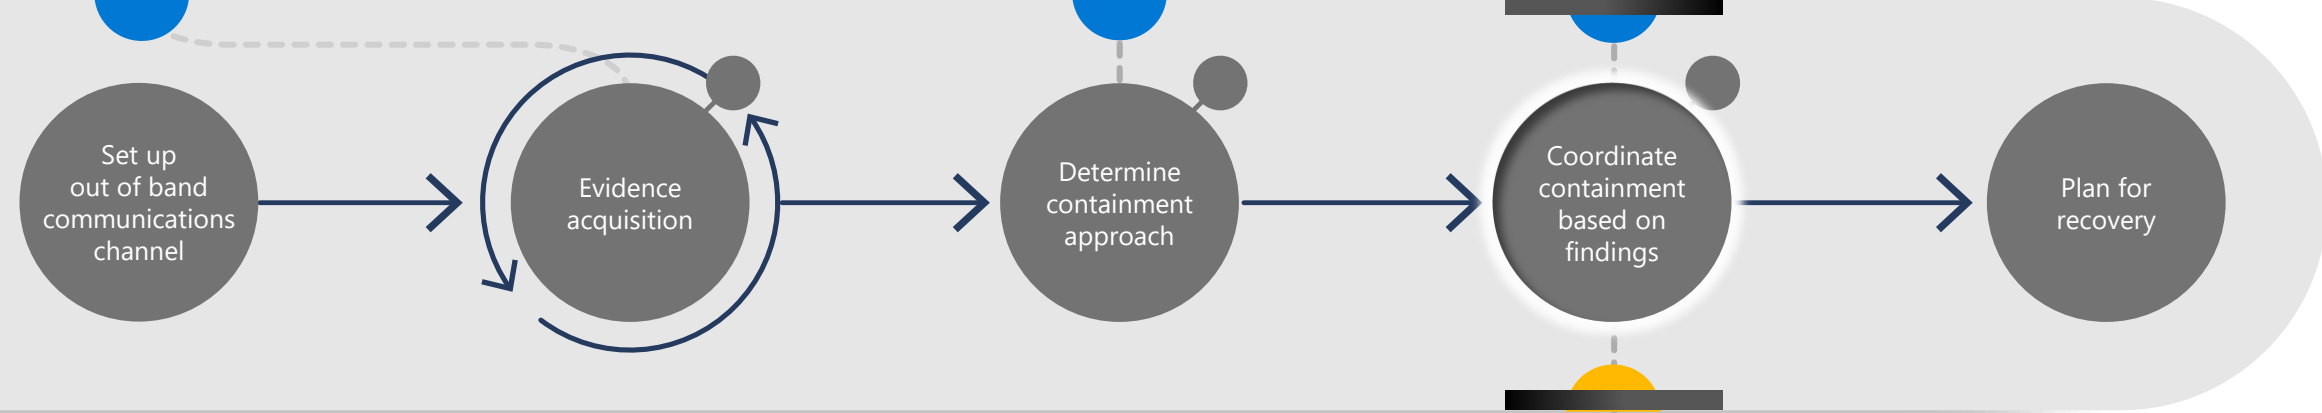 Set up
out of band
communications
channel
Evidence
acquisition
Determine
containment
approach
Coordinate
containment
based on
findings
Plan for
recovery